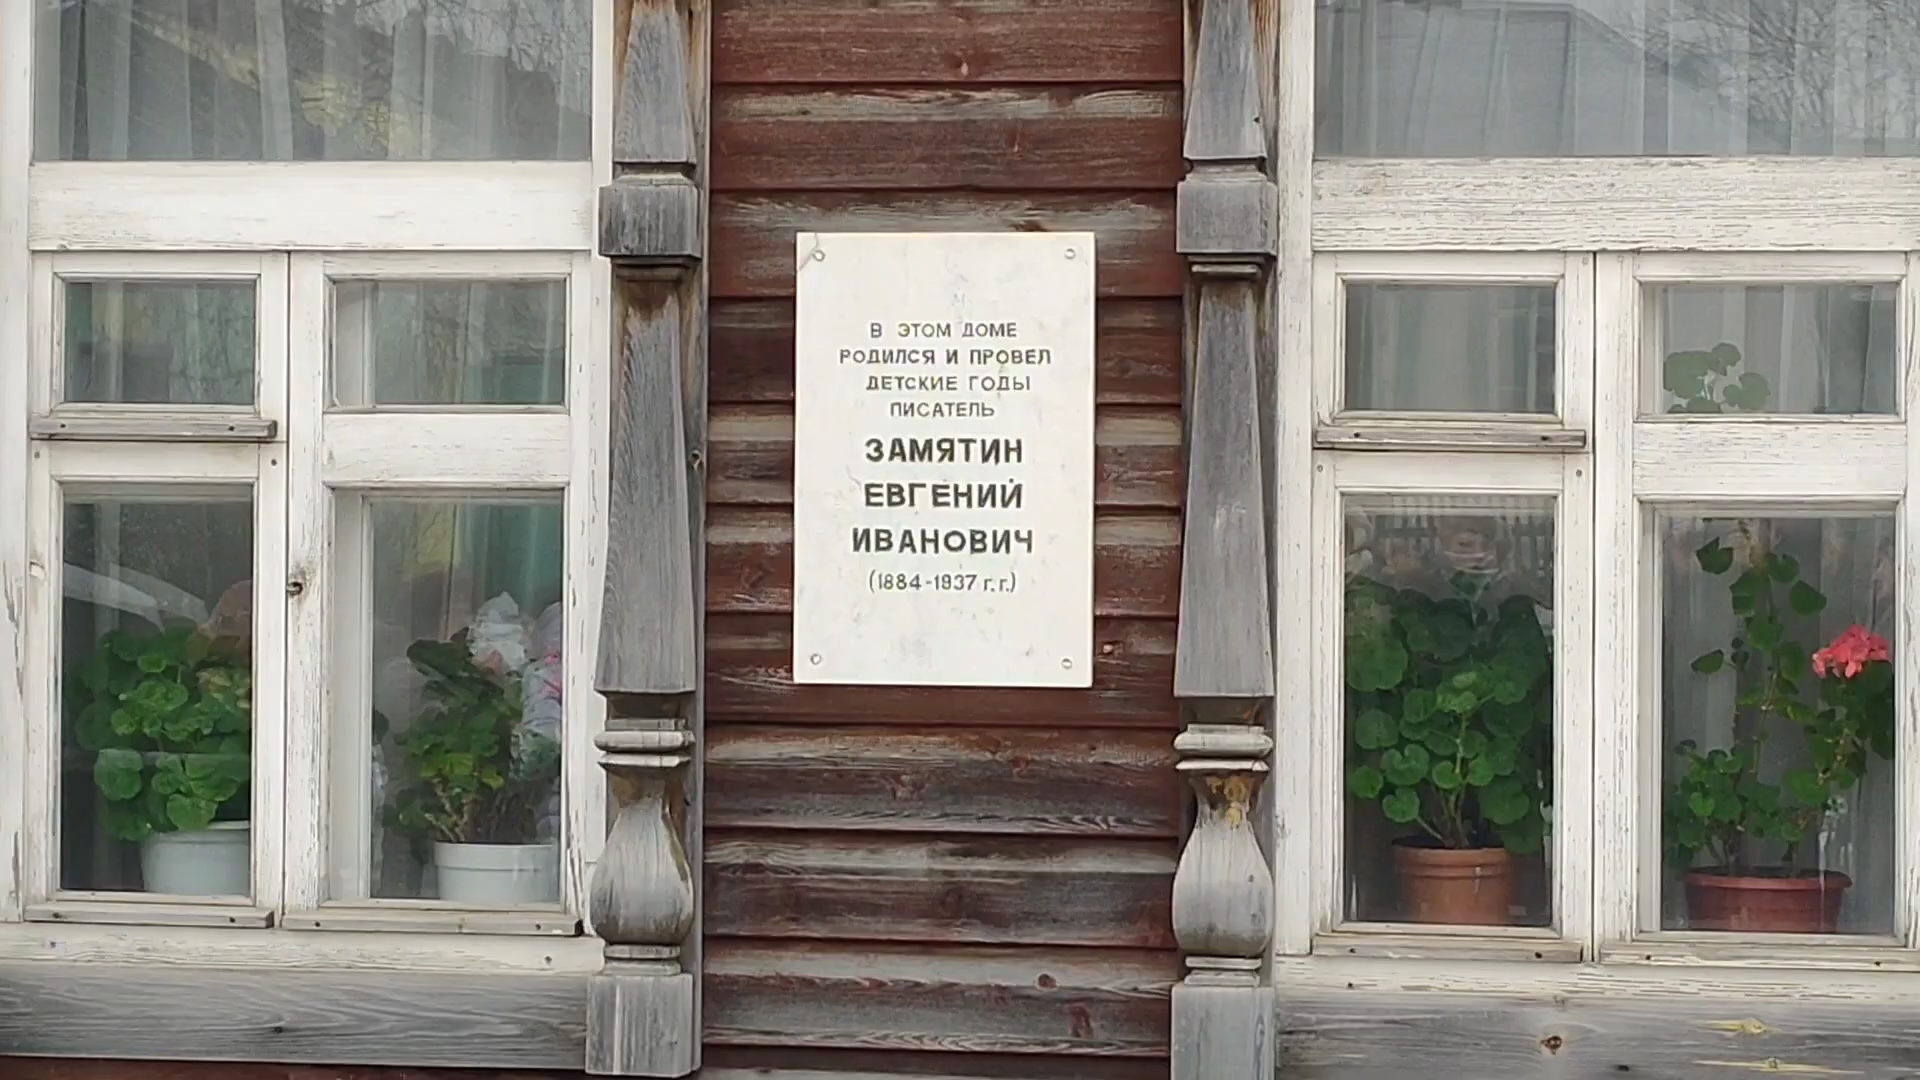 В ЭТОМ ДОМЕ
РОДИЛСЯ И ПРОВЕЛ
ДЕТСКИЕ ГОДЫ
ПИСАТЕЛЬ
ЗАМЯТИН
ЕВГЕНИЙ
ИВАНОВИЧ
(1884-1937 г.г.)